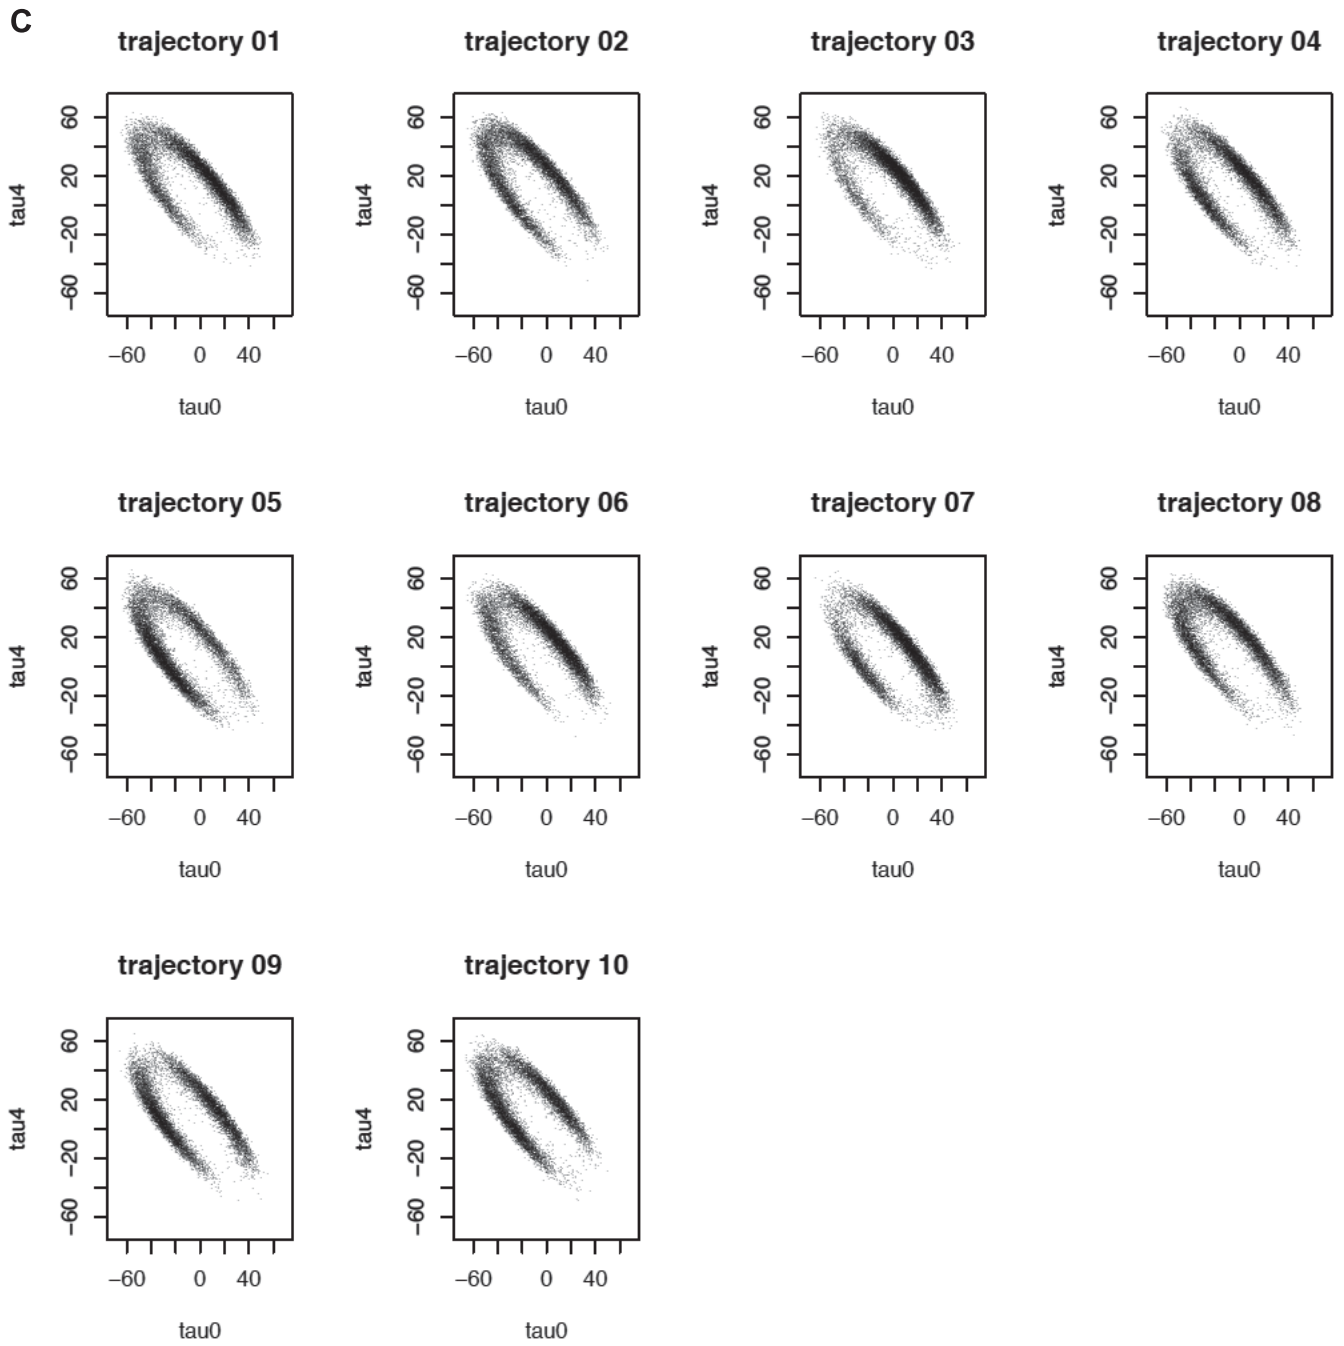 C
trajectory 01 trajectory 02 trajectory 03 trajectory 04
60 60 60 60
20 20 20 20
−20 −20 −20 −20
−60 −60 −60 −60
tau4 tau4 tau4 tau4
−60 0 40 −60 0 40 −60 0 40 −60 0 40
tau0 tau0 tau0 tau0
trajectory 05 trajectory 06 trajectory 07 trajectory 08
60 60 60 60
20 20 20 20
−20 −20 −20 −20
−60 −60 −60 −60
tau4 tau4 tau4 tau4
−60 0 40 −60 0 40 −60 0 40 −60 0 40
tau0 tau0 tau0 tau0
trajectory 09 trajectory 10
60 60
20 20
−20 −20
−60 −60
tau4 tau4
−60 0 40 −60 0 40
tau0 tau0